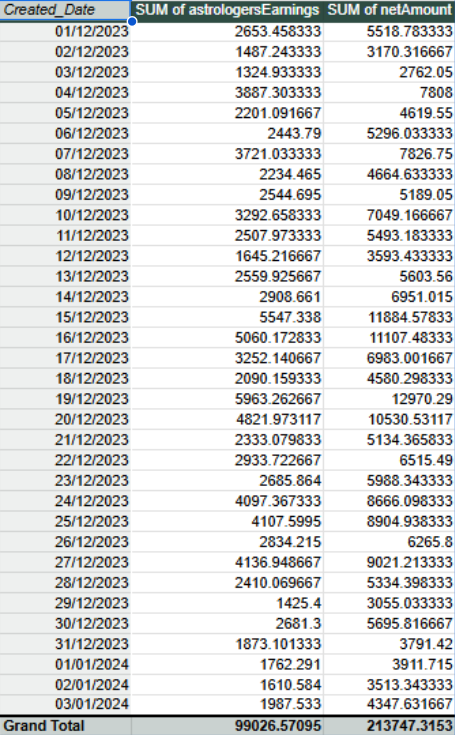 Created_Date SUM of astrologersEarnings SUM of netAmount
01/12/2023 2653.458333 5518.783333
02/12/2023 1487.243333 3170.316667
03/12/2023 1324.933333 2762.05
04/12/2023 3887.303333 7808
05/12/2023 2201.091667 4619.55
06/12/2023 2443.79 5296.033333
07/12/2023 3721.033333 7826.75
08/12/2023 2234.465 4664.633333
09/12/2023 2544.695 5189.05
10/12/2023 3292.658333 7049.166667
11/12/2023 2507.973333 5493.183333
12/12/2023 1645.216667 3593.433333
13/12/2023 2559.925667 5603.56
14/12/2023 2908.661 6951.015
15/12/2023 5547.338 11884.57833
16/12/2023 5060.172833 11107.48333
17/12/2023 3252.140667 6983.001667
18/12/2023 2090.159333 4580.298333
19/12/2023 5963.262667 12970.29
20/12/2023 4821.973117 10530.53117
21/12/2023 2333.079833 5134.365833
22/12/2023 2933.722667 6515.49
23/12/2023 2685.864 5988.343333
24/12/2023 4097.367333 8666.098333
25/12/2023 4107.5995 8904.938333
26/12/2023 2834.215 6265.8
27/12/2023 4136.948667 9021.213333
28/12/2023 2410.069667 5334.398333
29/12/2023 1425.4 3055.033333
30/12/2023 2681.3 5695.816667
31/12/2023 1873.101333 3791.42
01/01/2024 1762.291 3911.715
02/01/2024 1610.584 3513.343333
03/01/2024 1987.533 4347.631667
Grand Total 99026.57095 213747.3153